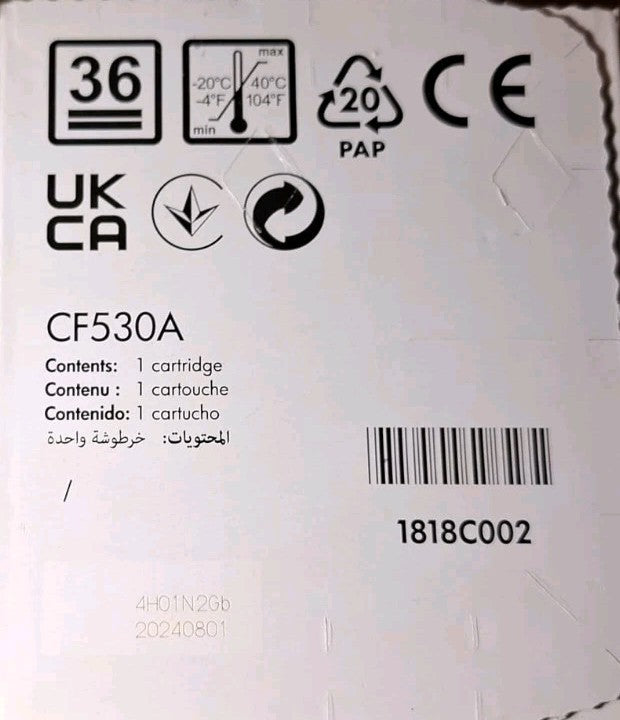 36
max
-20°C 40°C
-4°F 104°F
min
20
PAP
CE
UK
CA
CF530A
Contents: 1 cartridge
Contenu : 1 cartouche
Contenido: 1 cartucho
المحتويات: خرطوشة واحدة
/
1818C002
4H01N2Gb
20240801